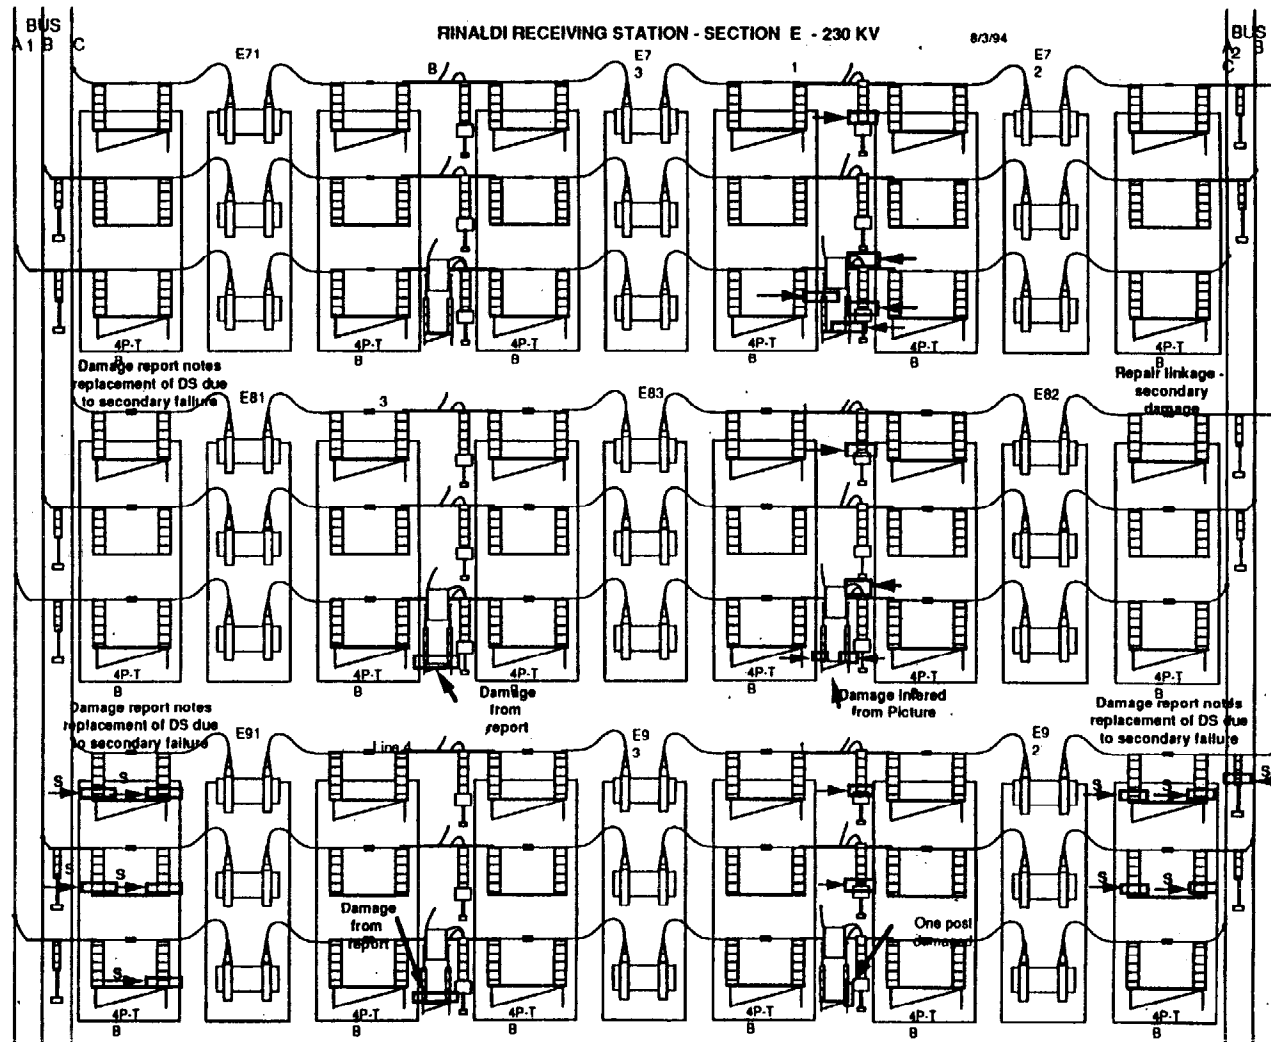 BUS
A 1 B C
RINALDI RECEIVING STATION - SECTION E - 230 KV
8/3/94
BUS
A 2 B
C
E71
B
E7
3
1
E7
2
4P-T
B
4P-T
B
4P-T
B
4P-T
B
4P-T
B
4P-T
B
Damage report notes
replacement of DS due
to secondary failure
Repair linkage -
secondary
damage
E81
3
E83
E82
4P-T
B
4P-T
B
4P-T
B
4P-T
B
4P-T
B
4P-T
B
Damage
from
report
Damage Infered
from Picture
Damage report notes
replacement of DS due
to secondary failure
Damage report notes
replacement of DS due
to secondary failure
E91
Line 4
E9
3
E9
2
S
S
S
S
S
S
S
S
S
S
Damage
from
report
One post
damaged
4P-T
B
4P-T
B
4P-T
B
4P-T
B
4P-T
B
4P-T
B